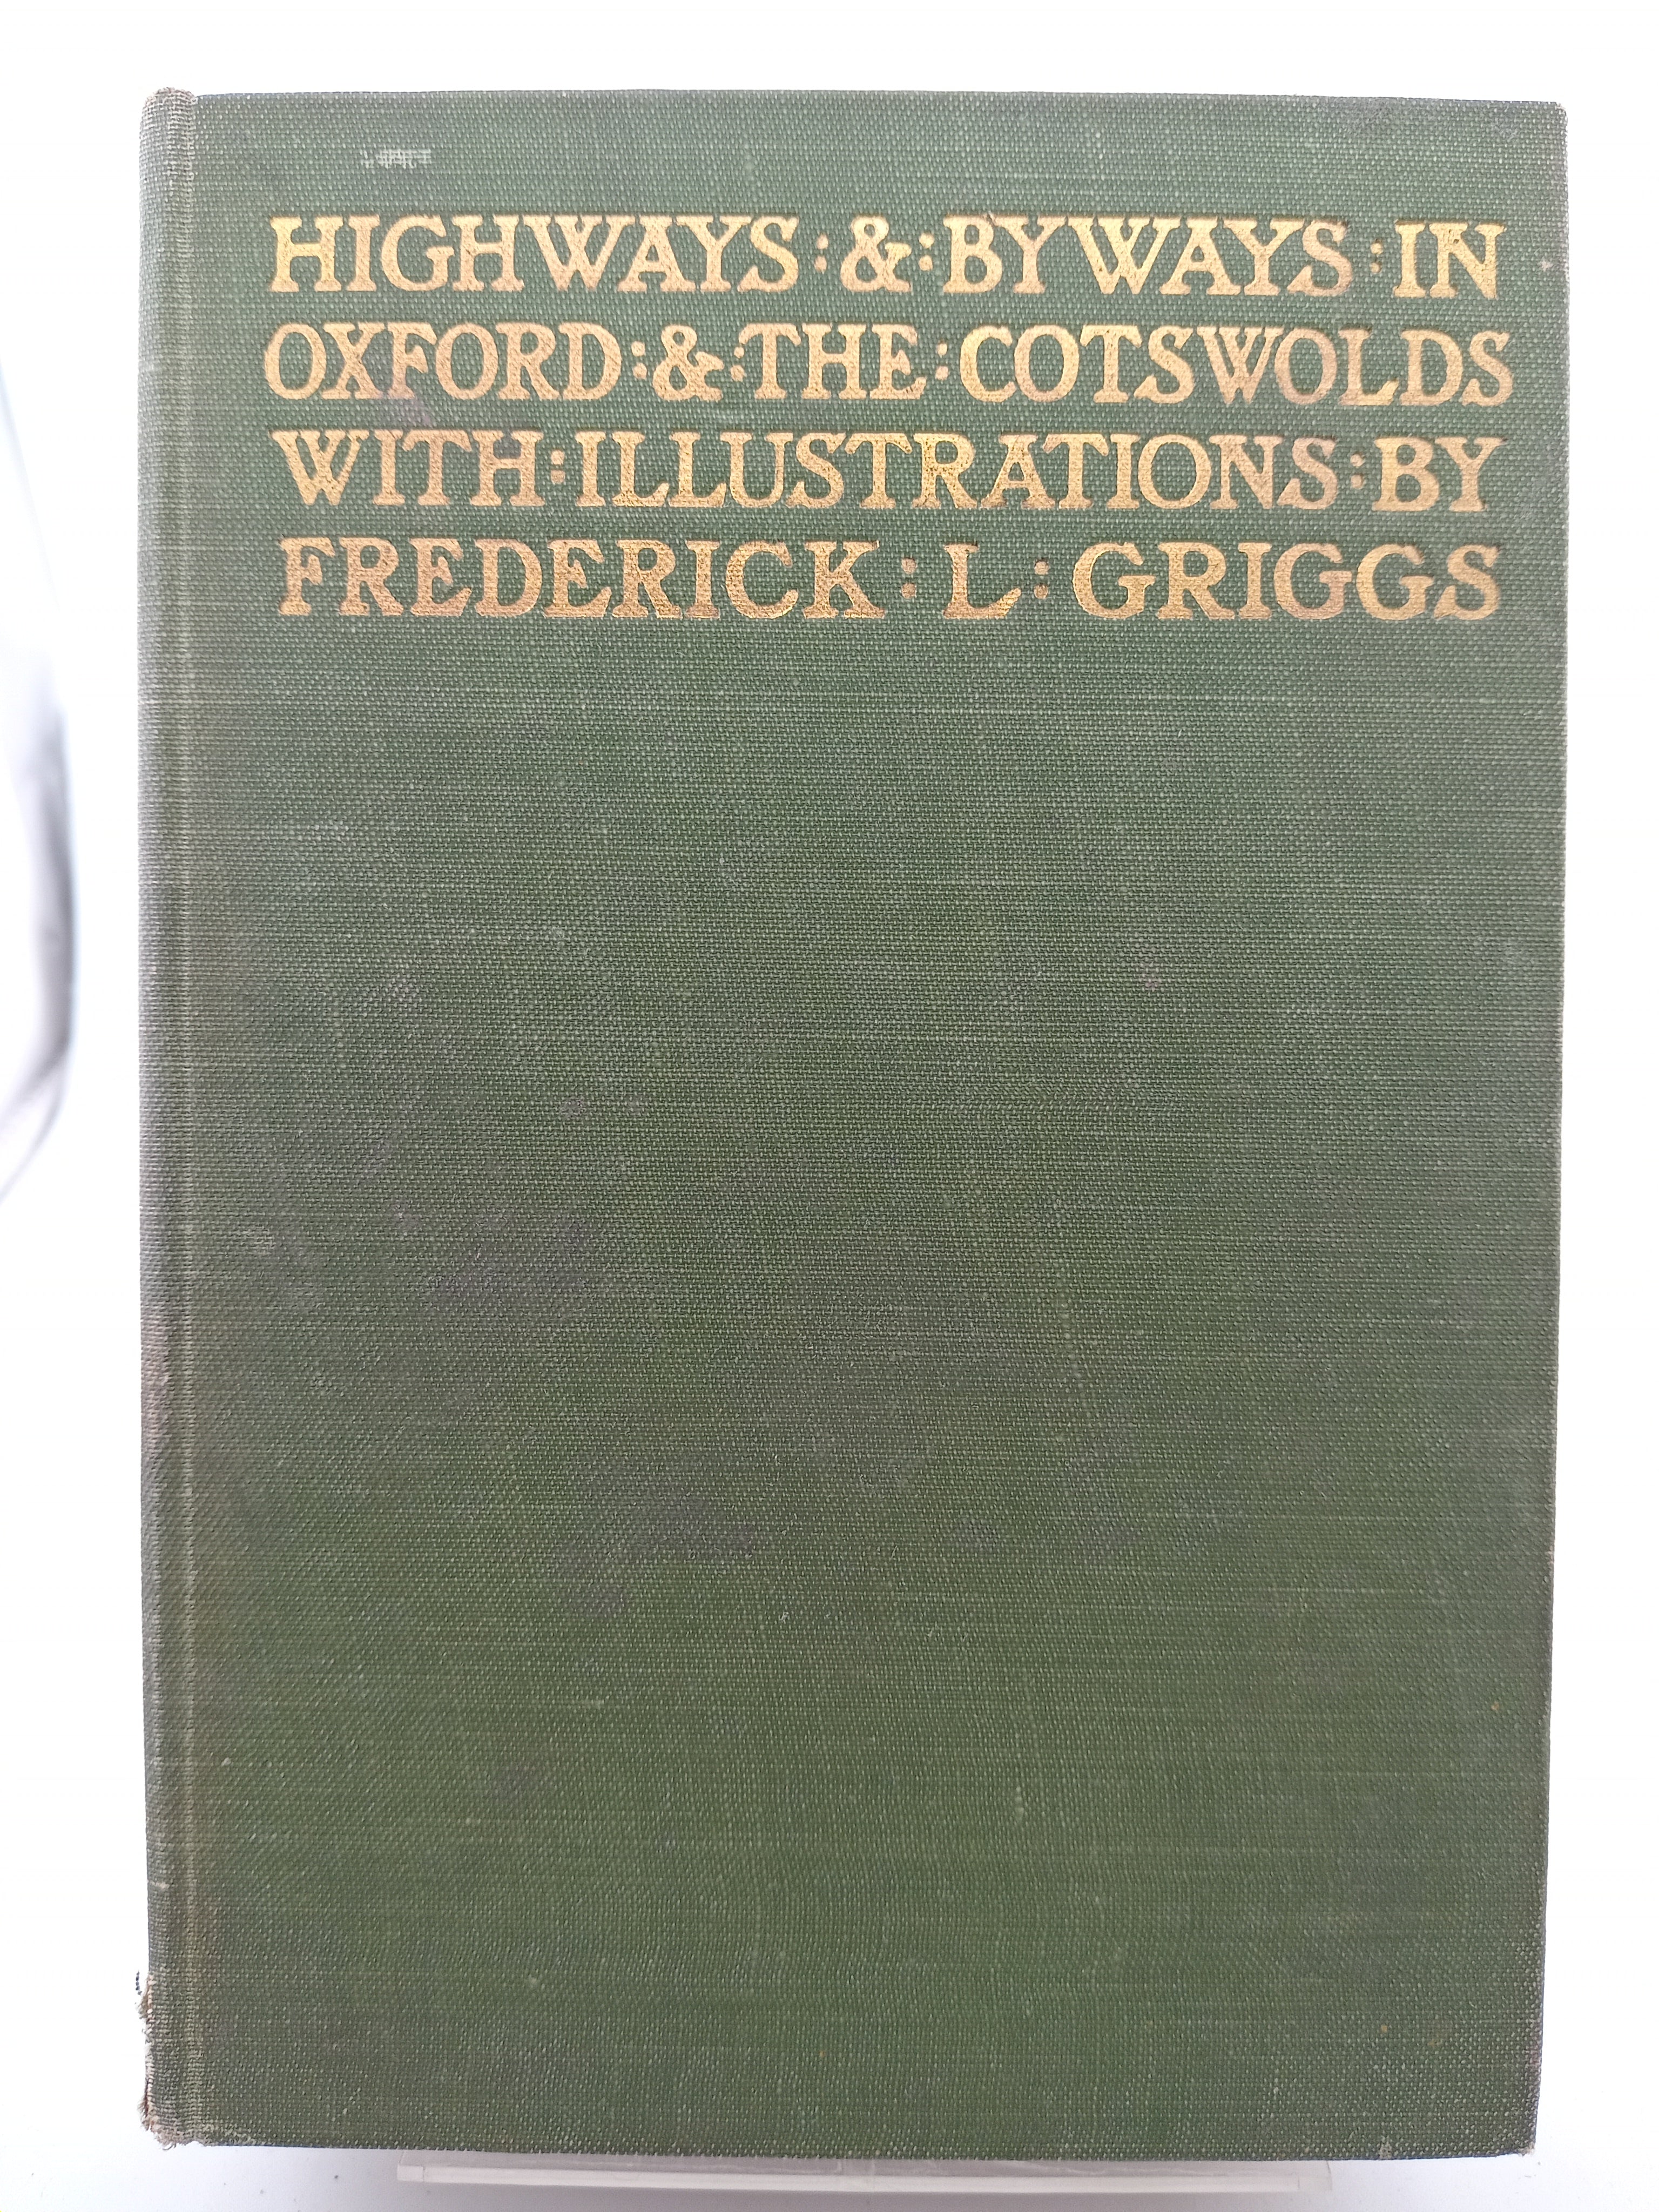 HIGHWAYS : & : BYWAYS : IN
OXFORD : & : THE : COTSWOLDS
WITH : ILLUSTRATIONS : BY
FREDERICK : L : GRIGGS